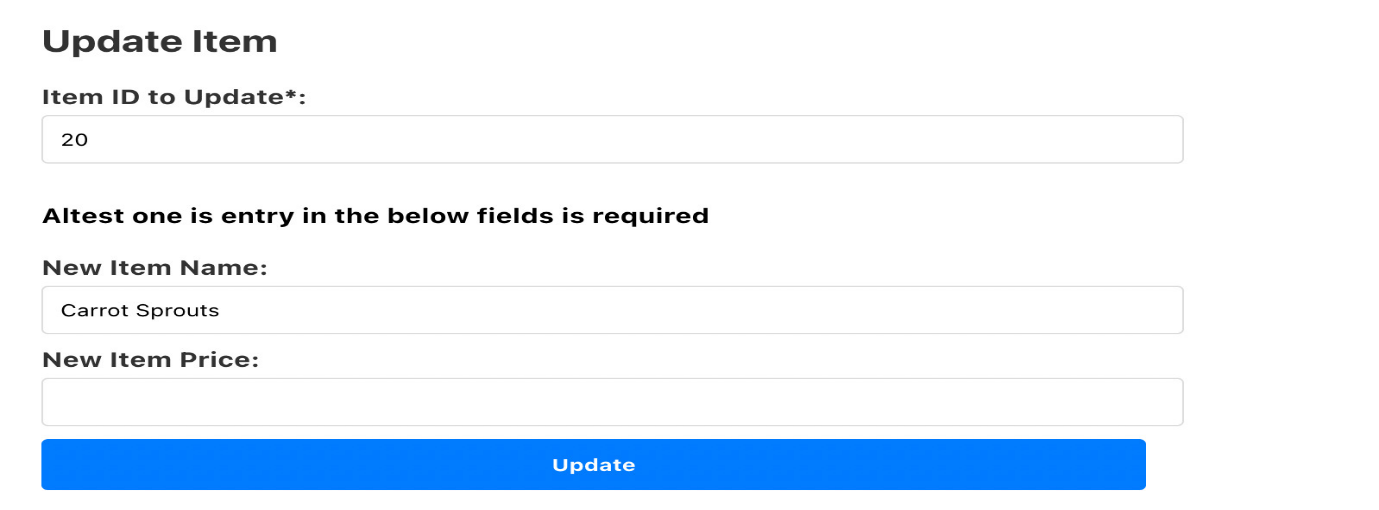 Update Item
Item ID to Update*:
20
Altest one is entry in the below fields is required
New Item Name:
Carrot Sprouts
New Item Price:
Update